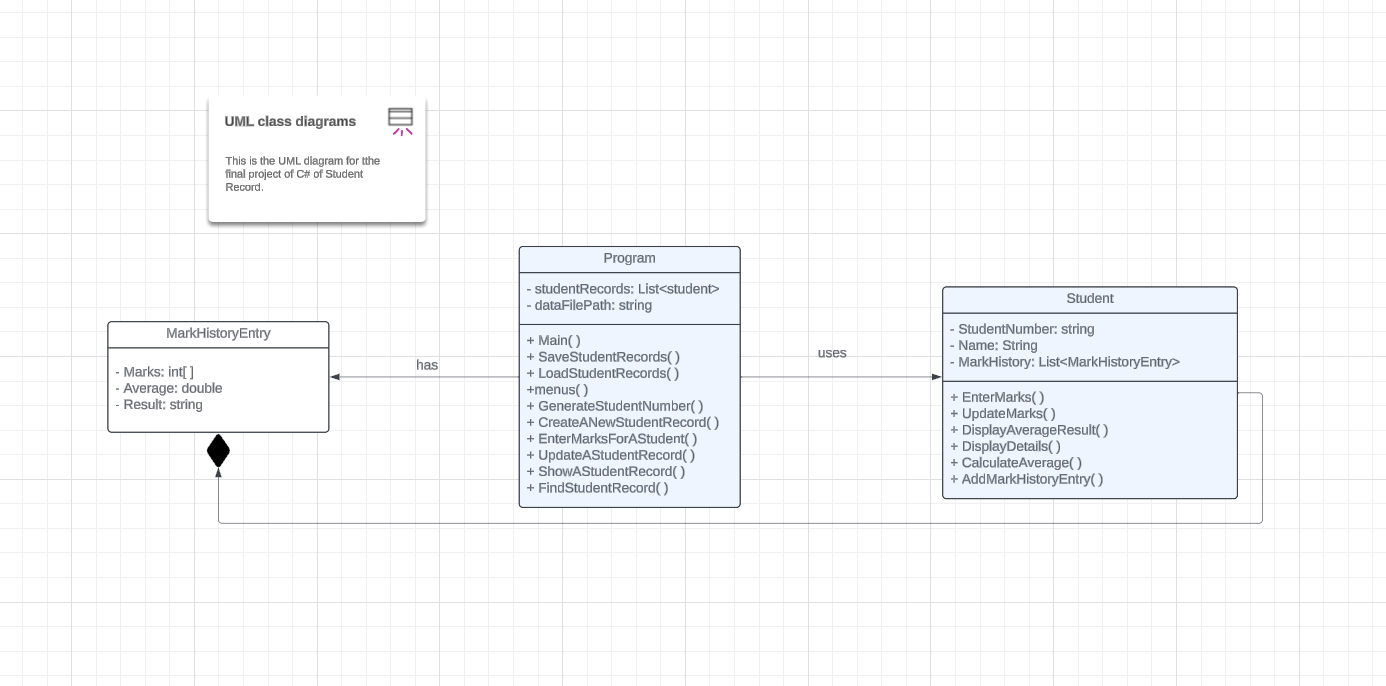 UML class diagrams
This is the UML diagram for tthe
final project of C# of Student
Record.
Program
- studentRecords: List<student>
- dataFilePath: string
+ Main( )
+ SaveStudentRecords( )
+ LoadStudentRecords( )
+menus( )
+ GenerateStudentNumber( )
+ CreateANewStudentRecord( )
+ EnterMarksForAStudent( )
+ UpdateAStudentRecord( )
+ ShowAStudentRecord( )
+ FindStudentRecord( )
MarkHistoryEntry
- Marks: int[ ]
- Average: double
- Result: string
has
uses
Student
- StudentNumber: string
- Name: String
- MarkHistory: List<MarkHistoryEntry>
+ EnterMarks( )
+ UpdateMarks( )
+ DisplayAverageResult( )
+ DisplayDetails( )
+ CalculateAverage( )
+ AddMarkHistoryEntry( )